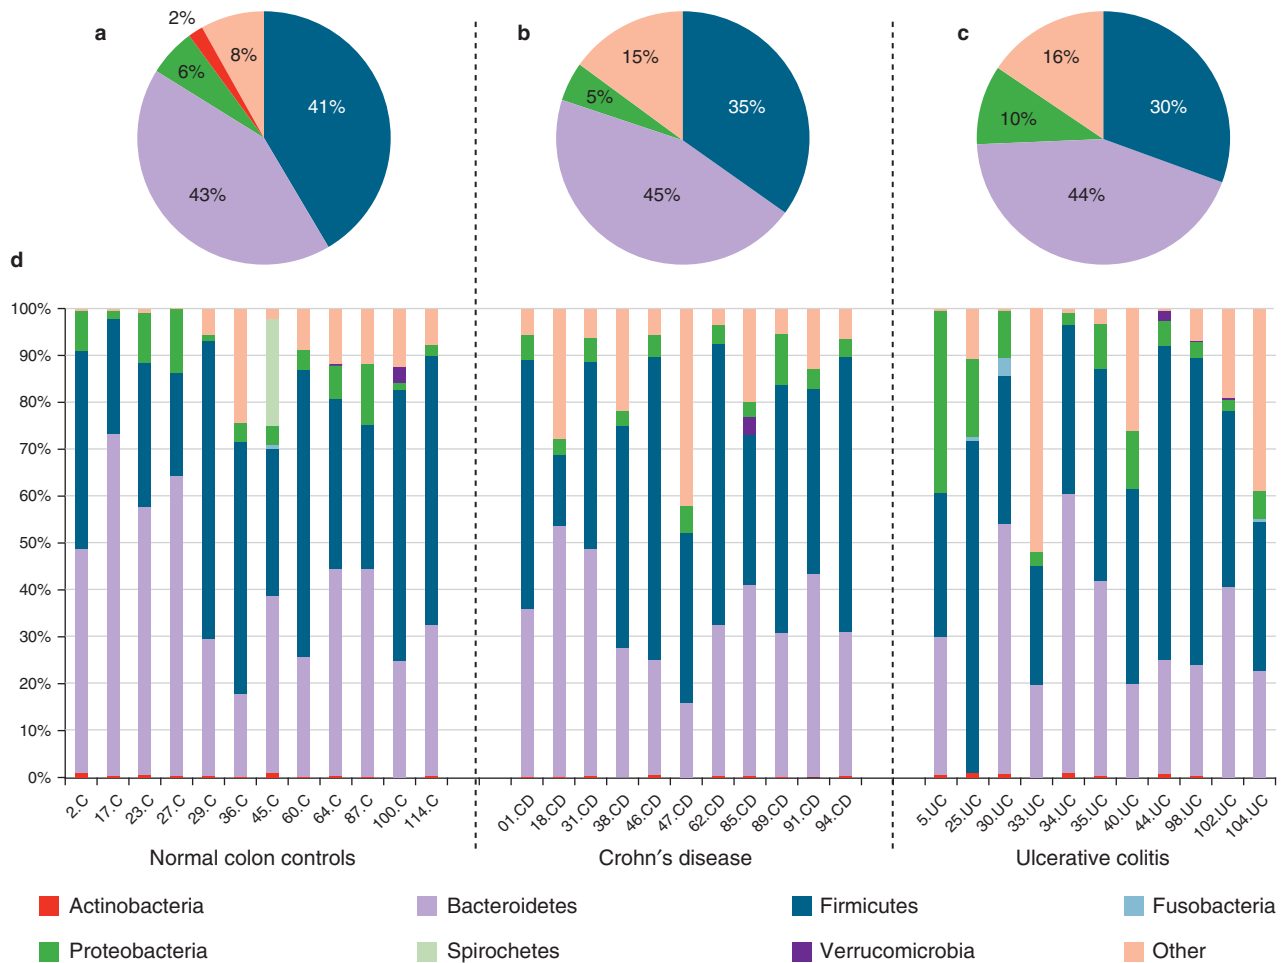 a
2%
8%
6%
41%
43%
b
15%
5%
35%
45%
c
16%
10%
30%
44%
d
100%
90%
80%
70%
60%
50%
40%
30%
20%
10%
0%
2.C 17.C 23.C 27.C 29.C 36.C 45.C 60.C 64.C 87.C 100.C 114.C
01.CD 18.CD 31.CD 38.CD 46.CD 47.CD 62.CD 85.CD 89.CD 91.CD 94.CD
5.UC 25.UC 30.UC 33 UC 34.UC 35.UC 40.UC 44.UC 98.UC 102.UC 104.UC
Normal colon controls
Crohn's disease
Ulcerative colitis
Actinobacteria
Bacteroidetes
Firmicutes
Fusobacteria
Proteobacteria
Spirochetes
Verrucomicrobia
Other